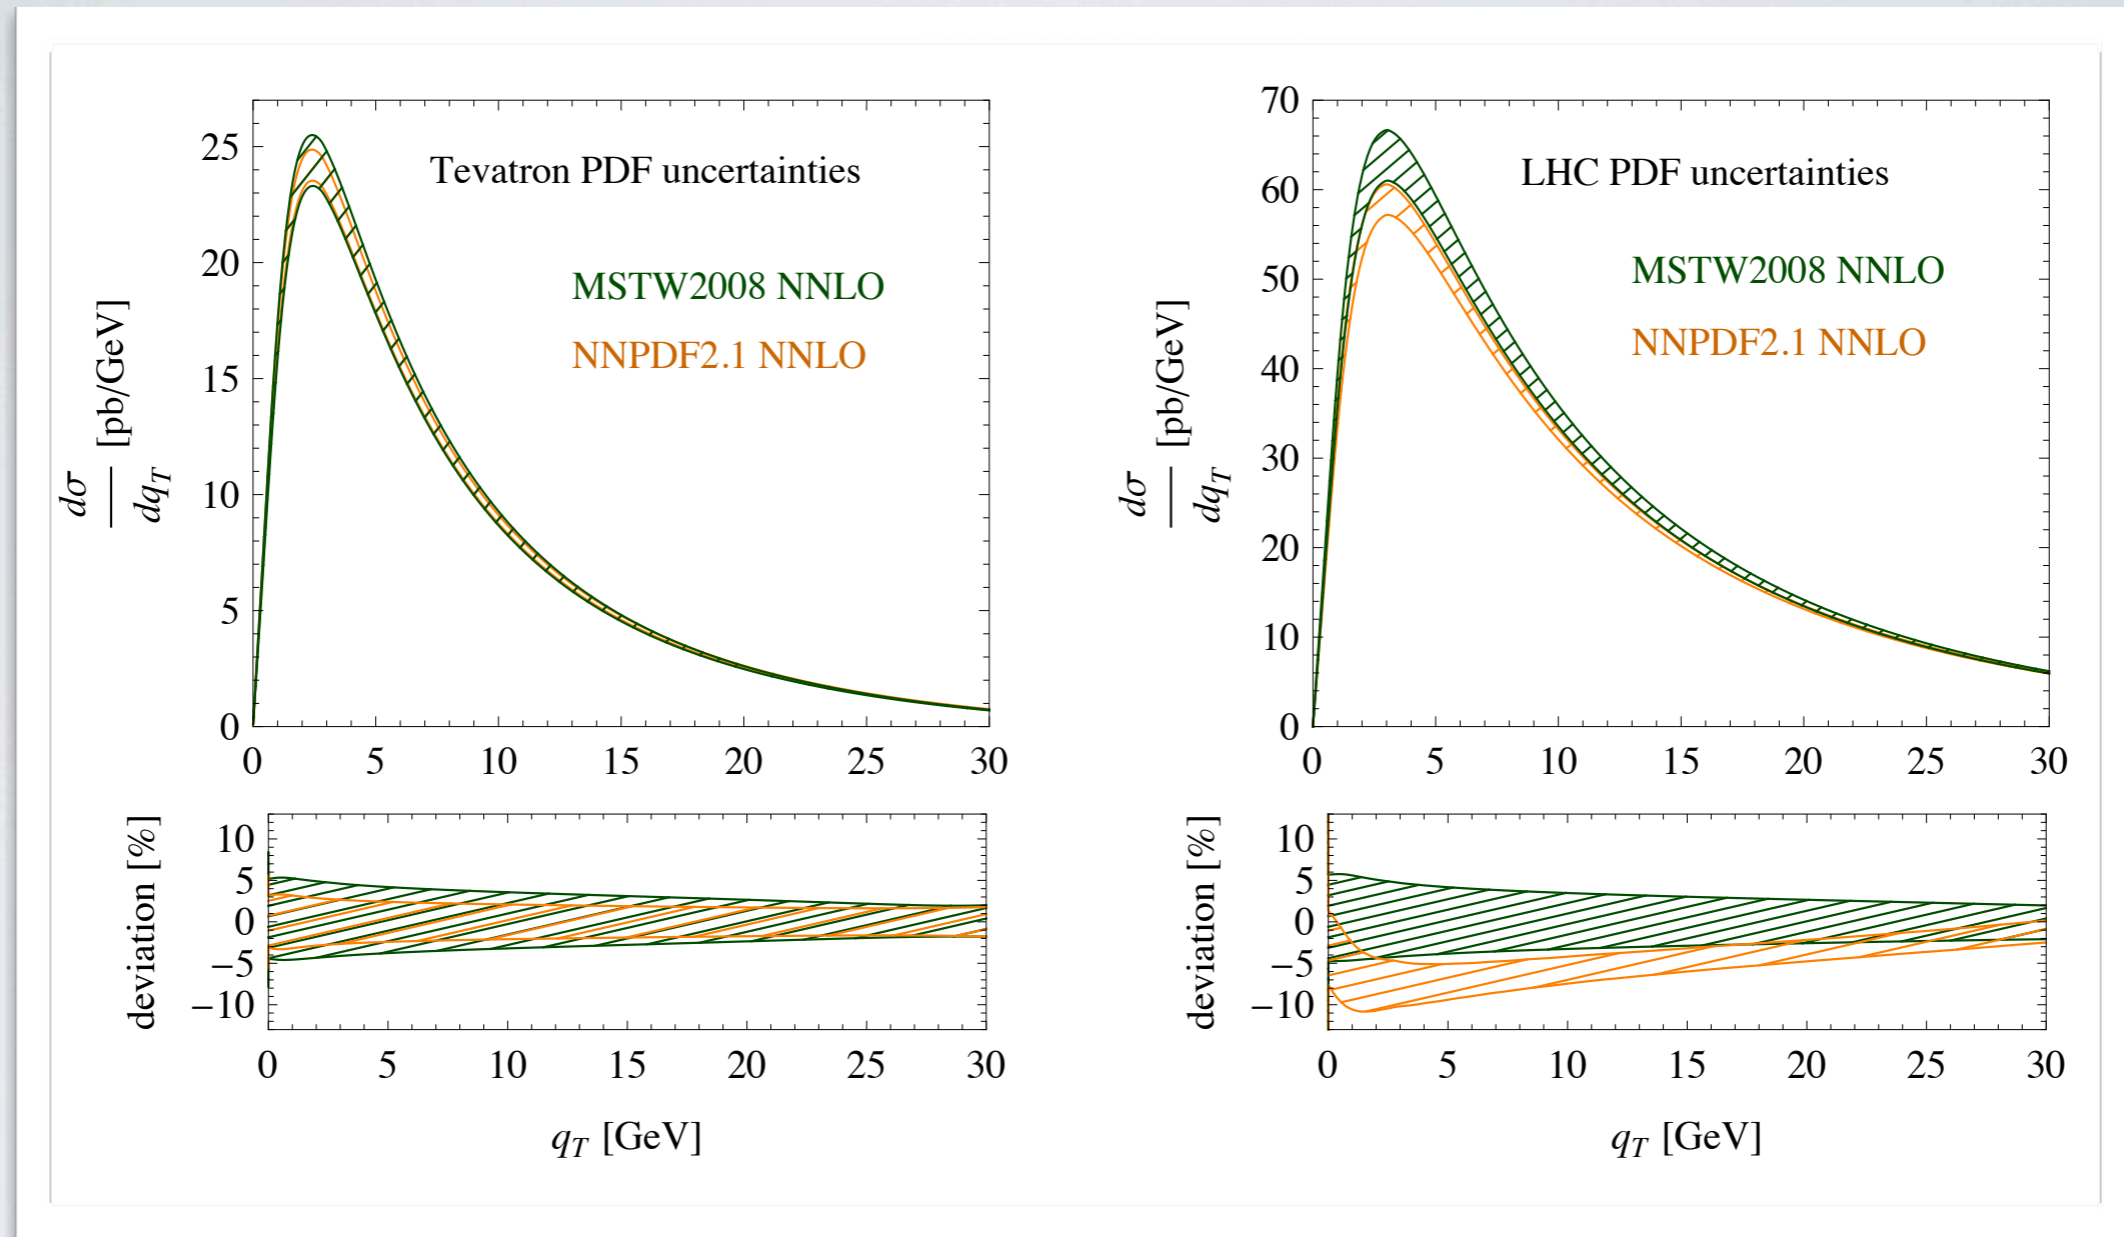 Tevatron PDF uncertainties
MSTW2008 NNLO
NNPDF2.1 NNLO
dσ
dq_T
[pb/GeV]
25
20
15
10
5
0
0 5 10 15 20 25 30
deviation [%]
10
5
0
−5
−10
0 5 10 15 20 25 30
q_T [GeV]
LHC PDF uncertainties
MSTW2008 NNLO
NNPDF2.1 NNLO
dσ
dq_T
[pb/GeV]
70
60
50
40
30
20
10
0
0 5 10 15 20 25 30
deviation [%]
10
5
0
−5
−10
0 5 10 15 20 25 30
q_T [GeV]